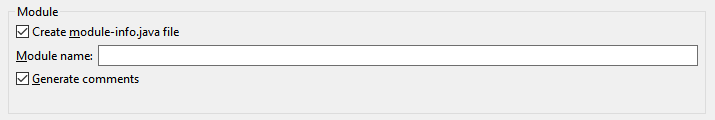 Module
Create module-info.java file
Module name:
Generate comments